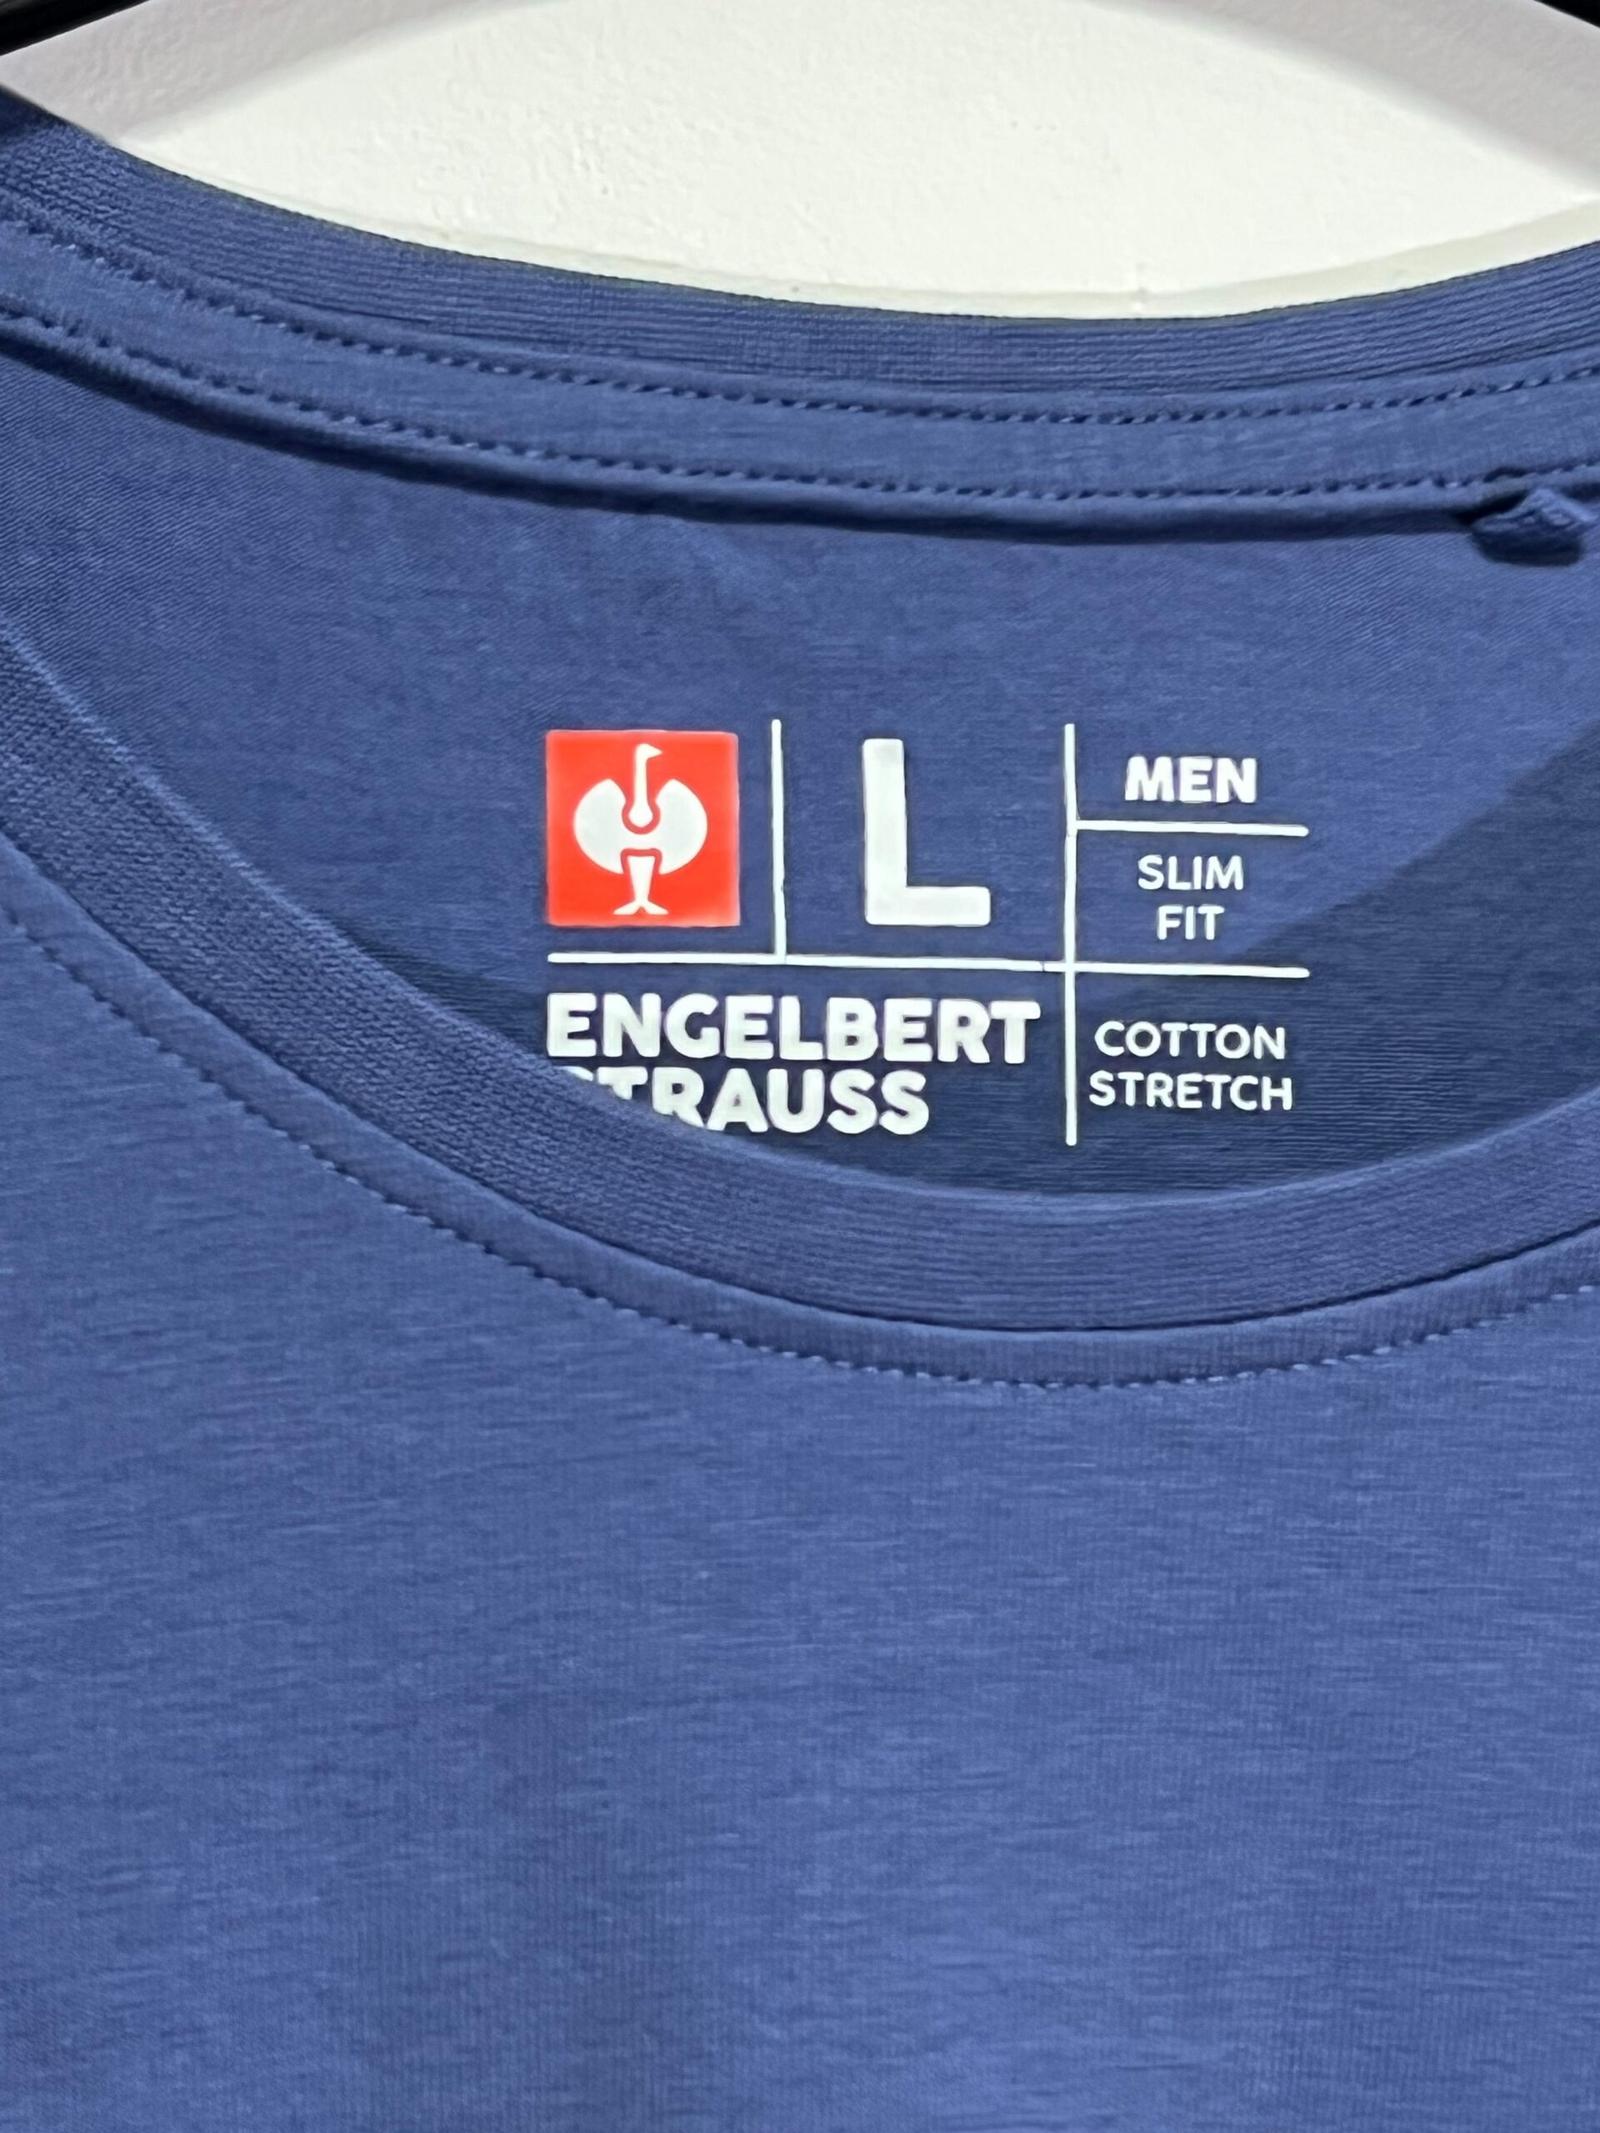 L
MEN
SLIM
FIT
ENGELBERT
STRAUSS
COTTON
STRETCH